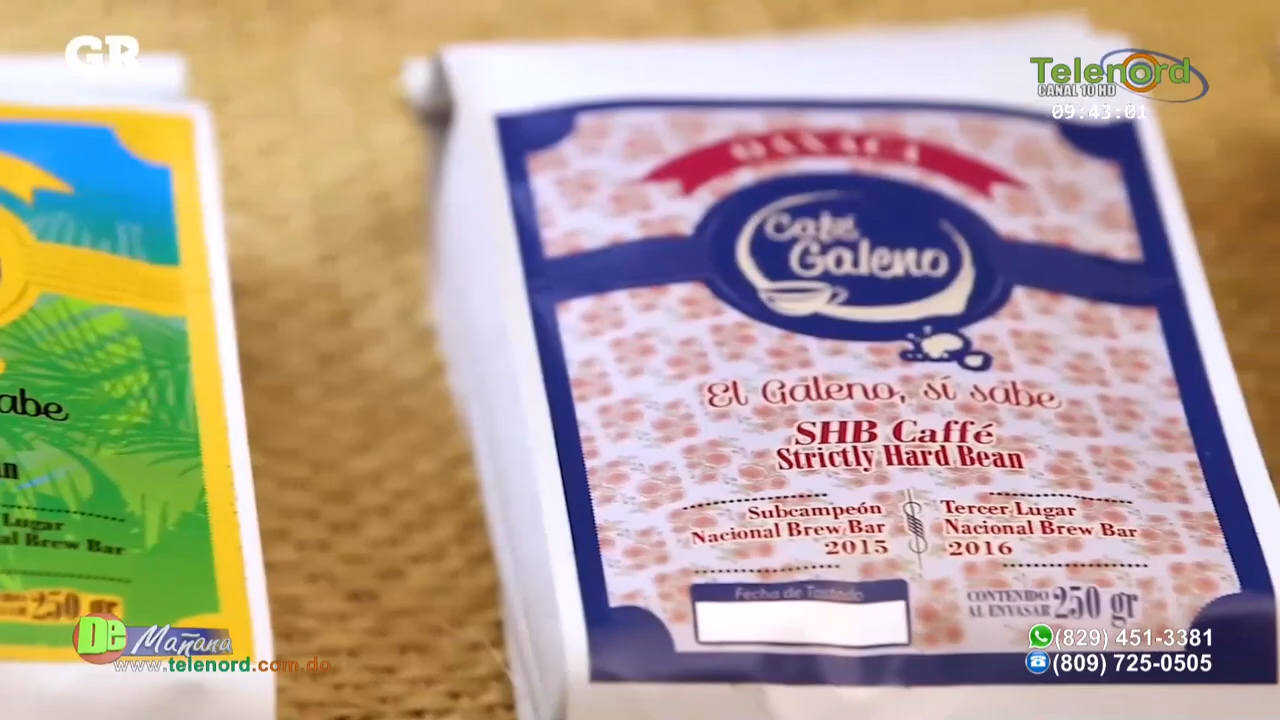 GR
Telenord
CANAL 10 HD
09:43:01
OAXACA
Café
Galeno
El Galeno, sí sabe
SHB Caffé
Strictly Hard Bean
Subcampeón
Nacional Brew Bar
2015
Tercer Lugar
Nacional Brew Bar
2016
Fecha de Tostado
CONTENIDO
AL ENVASAR 250 gr
abe
Lugar
al Brew Bar
250 gr
De Mañana
www.telenord.com.do
(829) 451-3381
(809) 725-0505